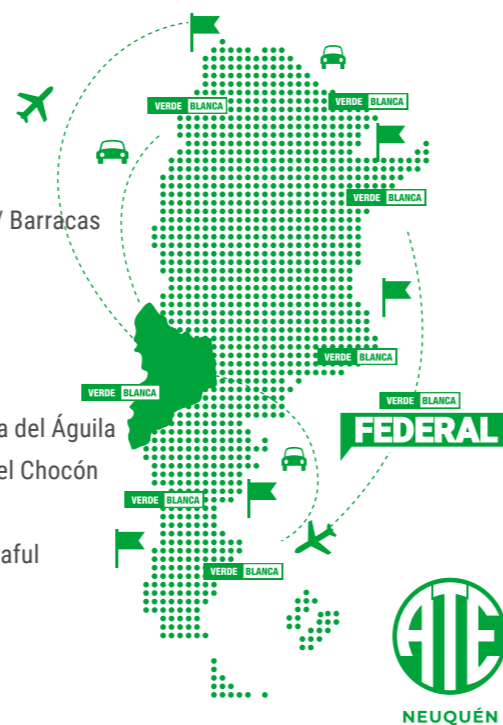 VERDE BLANCA
VERDE BLANCA
VERDE BLANCA
/ Barracas
VERDE BLANCA
VERDE BLANCA
VERDE BLANCA
FEDERAL
a del Águila
el Chocón
VERDE BLANCA
aful
VERDE BLANCA
ATE
NEUQUÉN